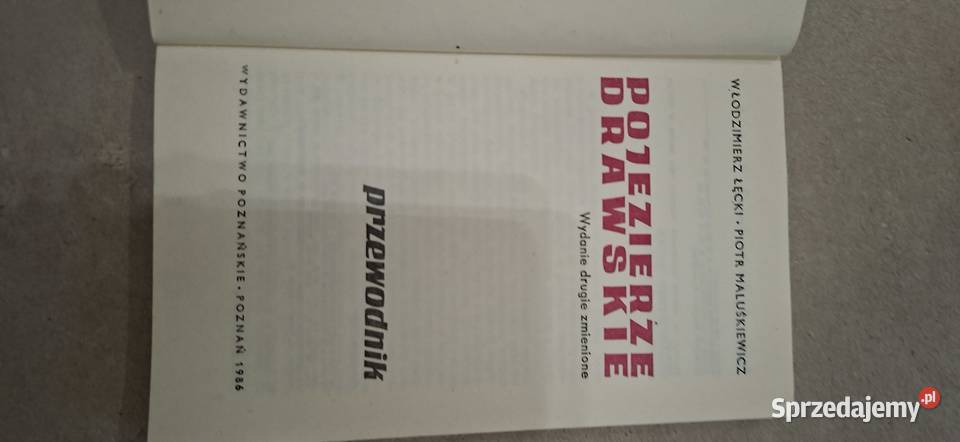 WŁODZIMIERZ ŁĘCKI • PIOTR MALUŚKIEWICZ
POJEZIERZE
DRAWSKIE
Wydanie drugie zmienione
przewodnik
WYDAWNICTWO POZNAŃSKIE • POZNAŃ 1986
Sprzedajemy.pl